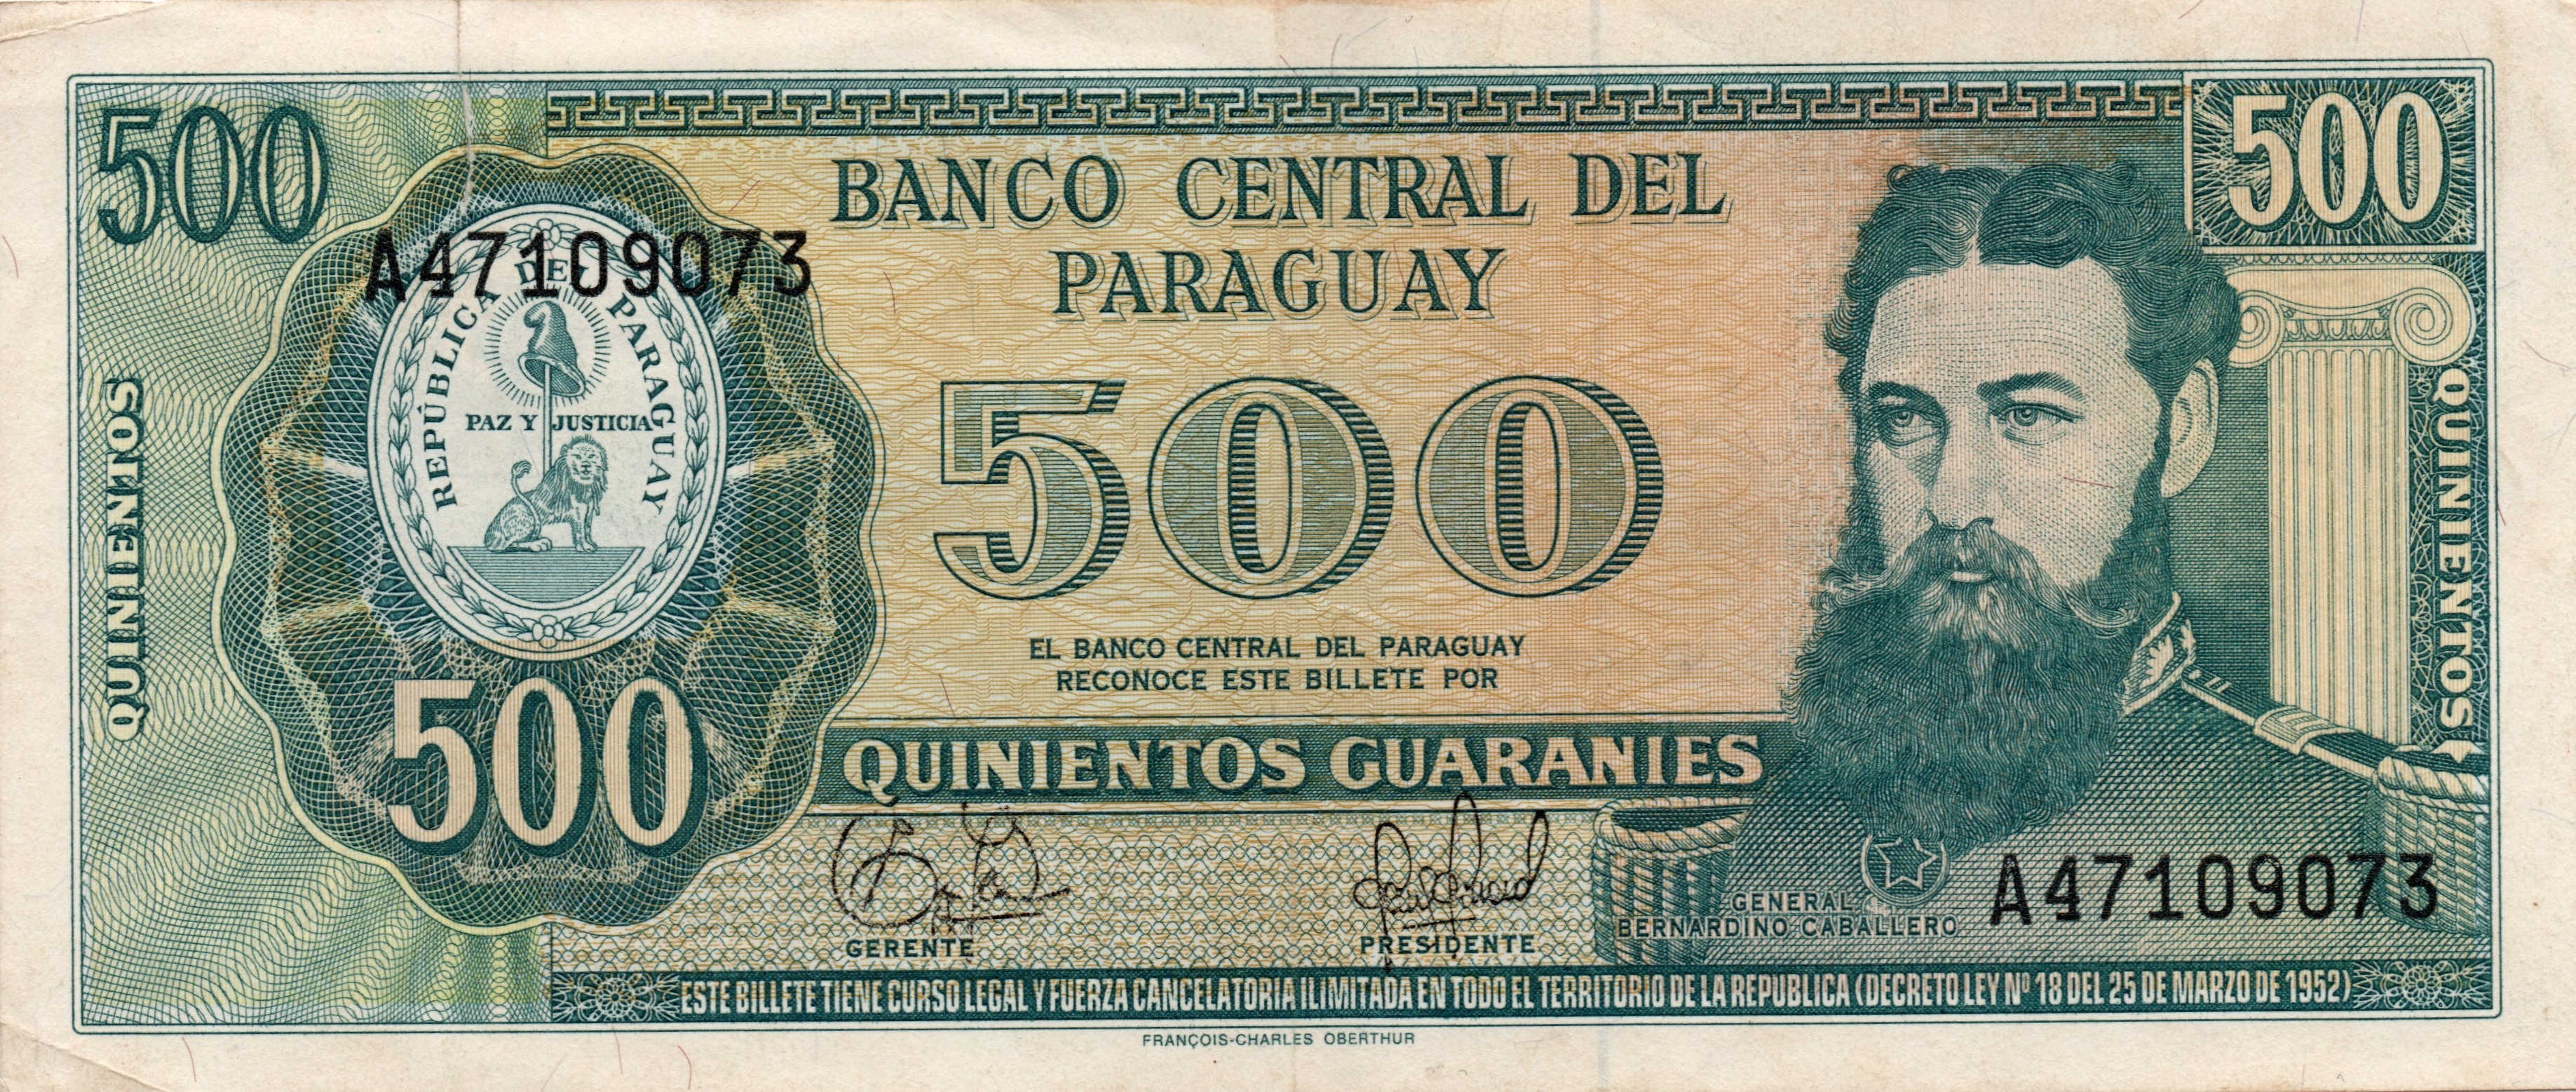 500
500
BANCO CENTRAL DEL
PARAGUAY
A47109073
REPÚBLICA DEL PARAGUAY
PAZ Y JUSTICIA
500
QUINIENTOS
QUINIENTOS
EL BANCO CENTRAL DEL PARAGUAY
RECONOCE ESTE BILLETE POR
500
QUINIENTOS GUARANIES
GERENTE
PRESIDENTE
GENERAL
BERNARDINO CABALLERO
A47109073
ESTE BILLETE TIENE CURSO LEGAL Y FUERZA CANCELATORIA ILIMITADA EN TODO EL TERRITORIO DE LA REPUBLICA (DECRETO LEY Nº 18 DEL 25 DE MARZO DE 1952)
FRANÇOIS-CHARLES OBERTHUR